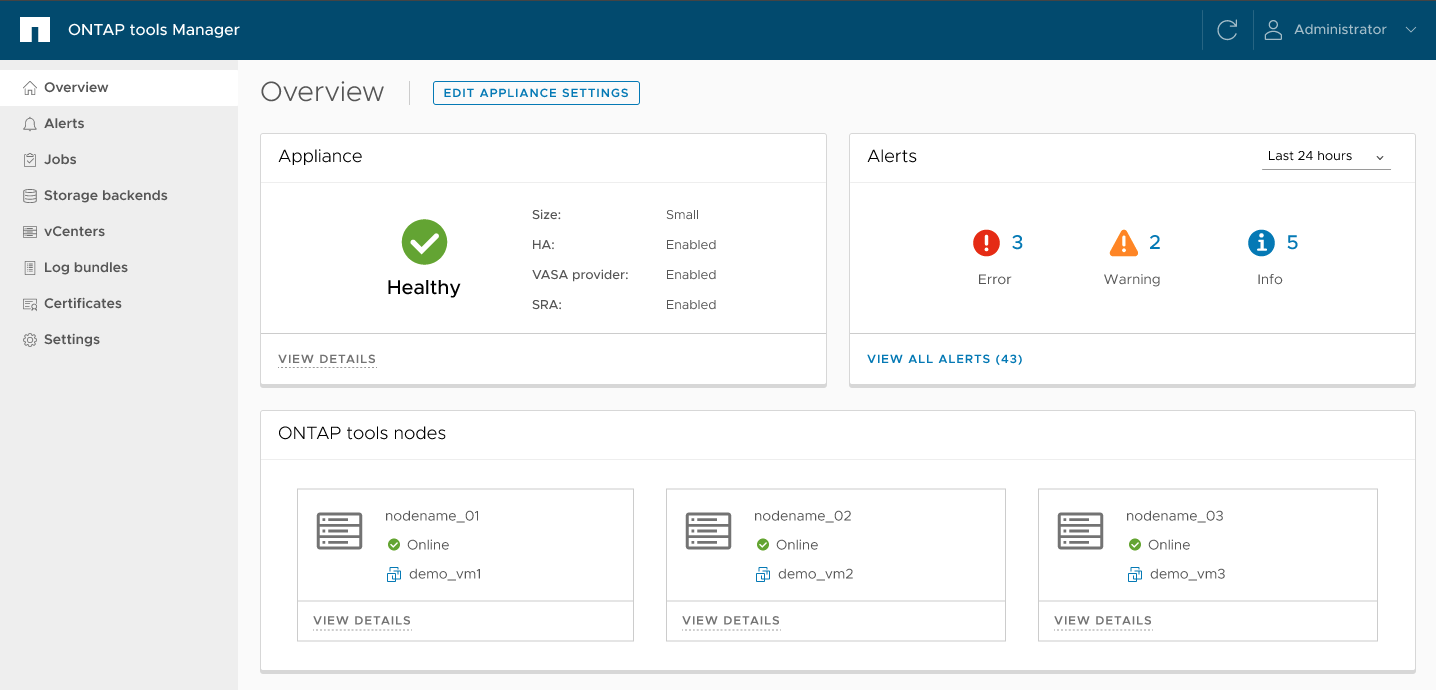 ONTAP tools Manager
Administrator
Overview
Alerts
Jobs
Storage backends
vCenters
Log bundles
Certificates
Settings
Overview
EDIT APPLIANCE SETTINGS
Appliance
Healthy
Size: Small
HA: Enabled
VASA provider: Enabled
SRA: Enabled
VIEW DETAILS
Alerts
Last 24 hours
3
Error
2
Warning
5
Info
VIEW ALL ALERTS (43)
ONTAP tools nodes
nodename_01
Online
demo_vm1
VIEW DETAILS
nodename_02
Online
demo_vm2
VIEW DETAILS
nodename_03
Online
demo_vm3
VIEW DETAILS